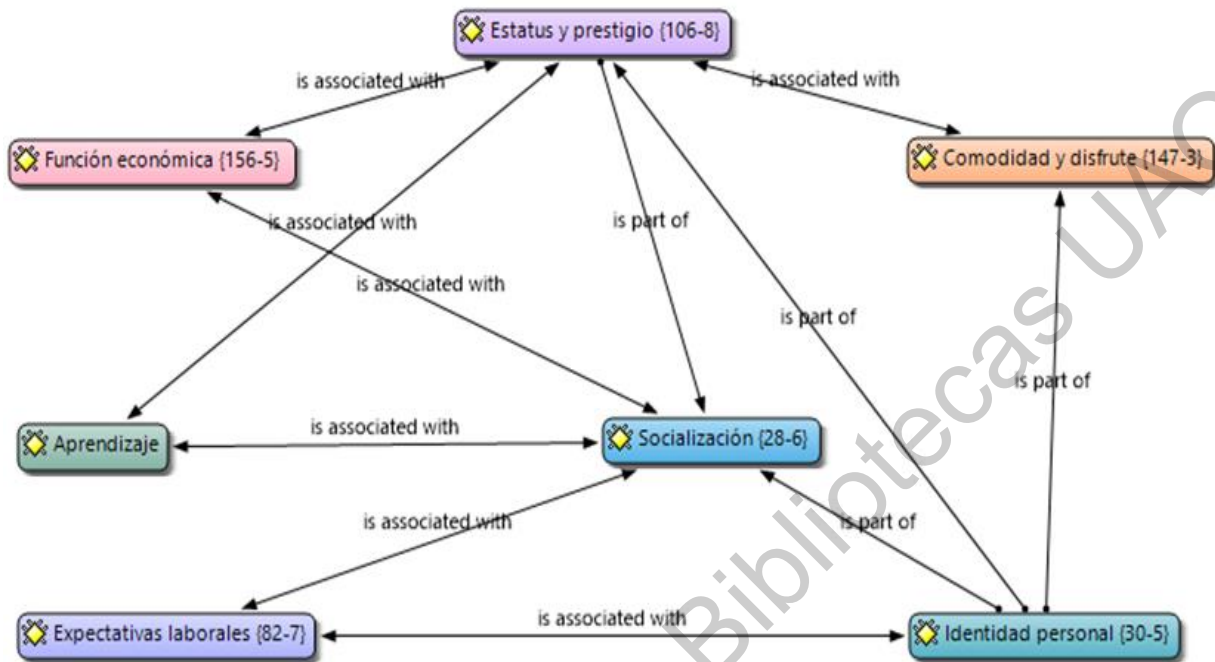 Estatus y prestigio {106-8}
is associated with
is associated with
Función económica {156-5}
Comodidad y disfrute {147-3}
is associated with
is part of
is associated with
is part of
is part of
is associated with
Aprendizaje
Socialización {28-6}
is associated with
is part of
is associated with
Expectativas laborales {82-7}
Identidad personal {30-5}
Bibliotecas UAQ